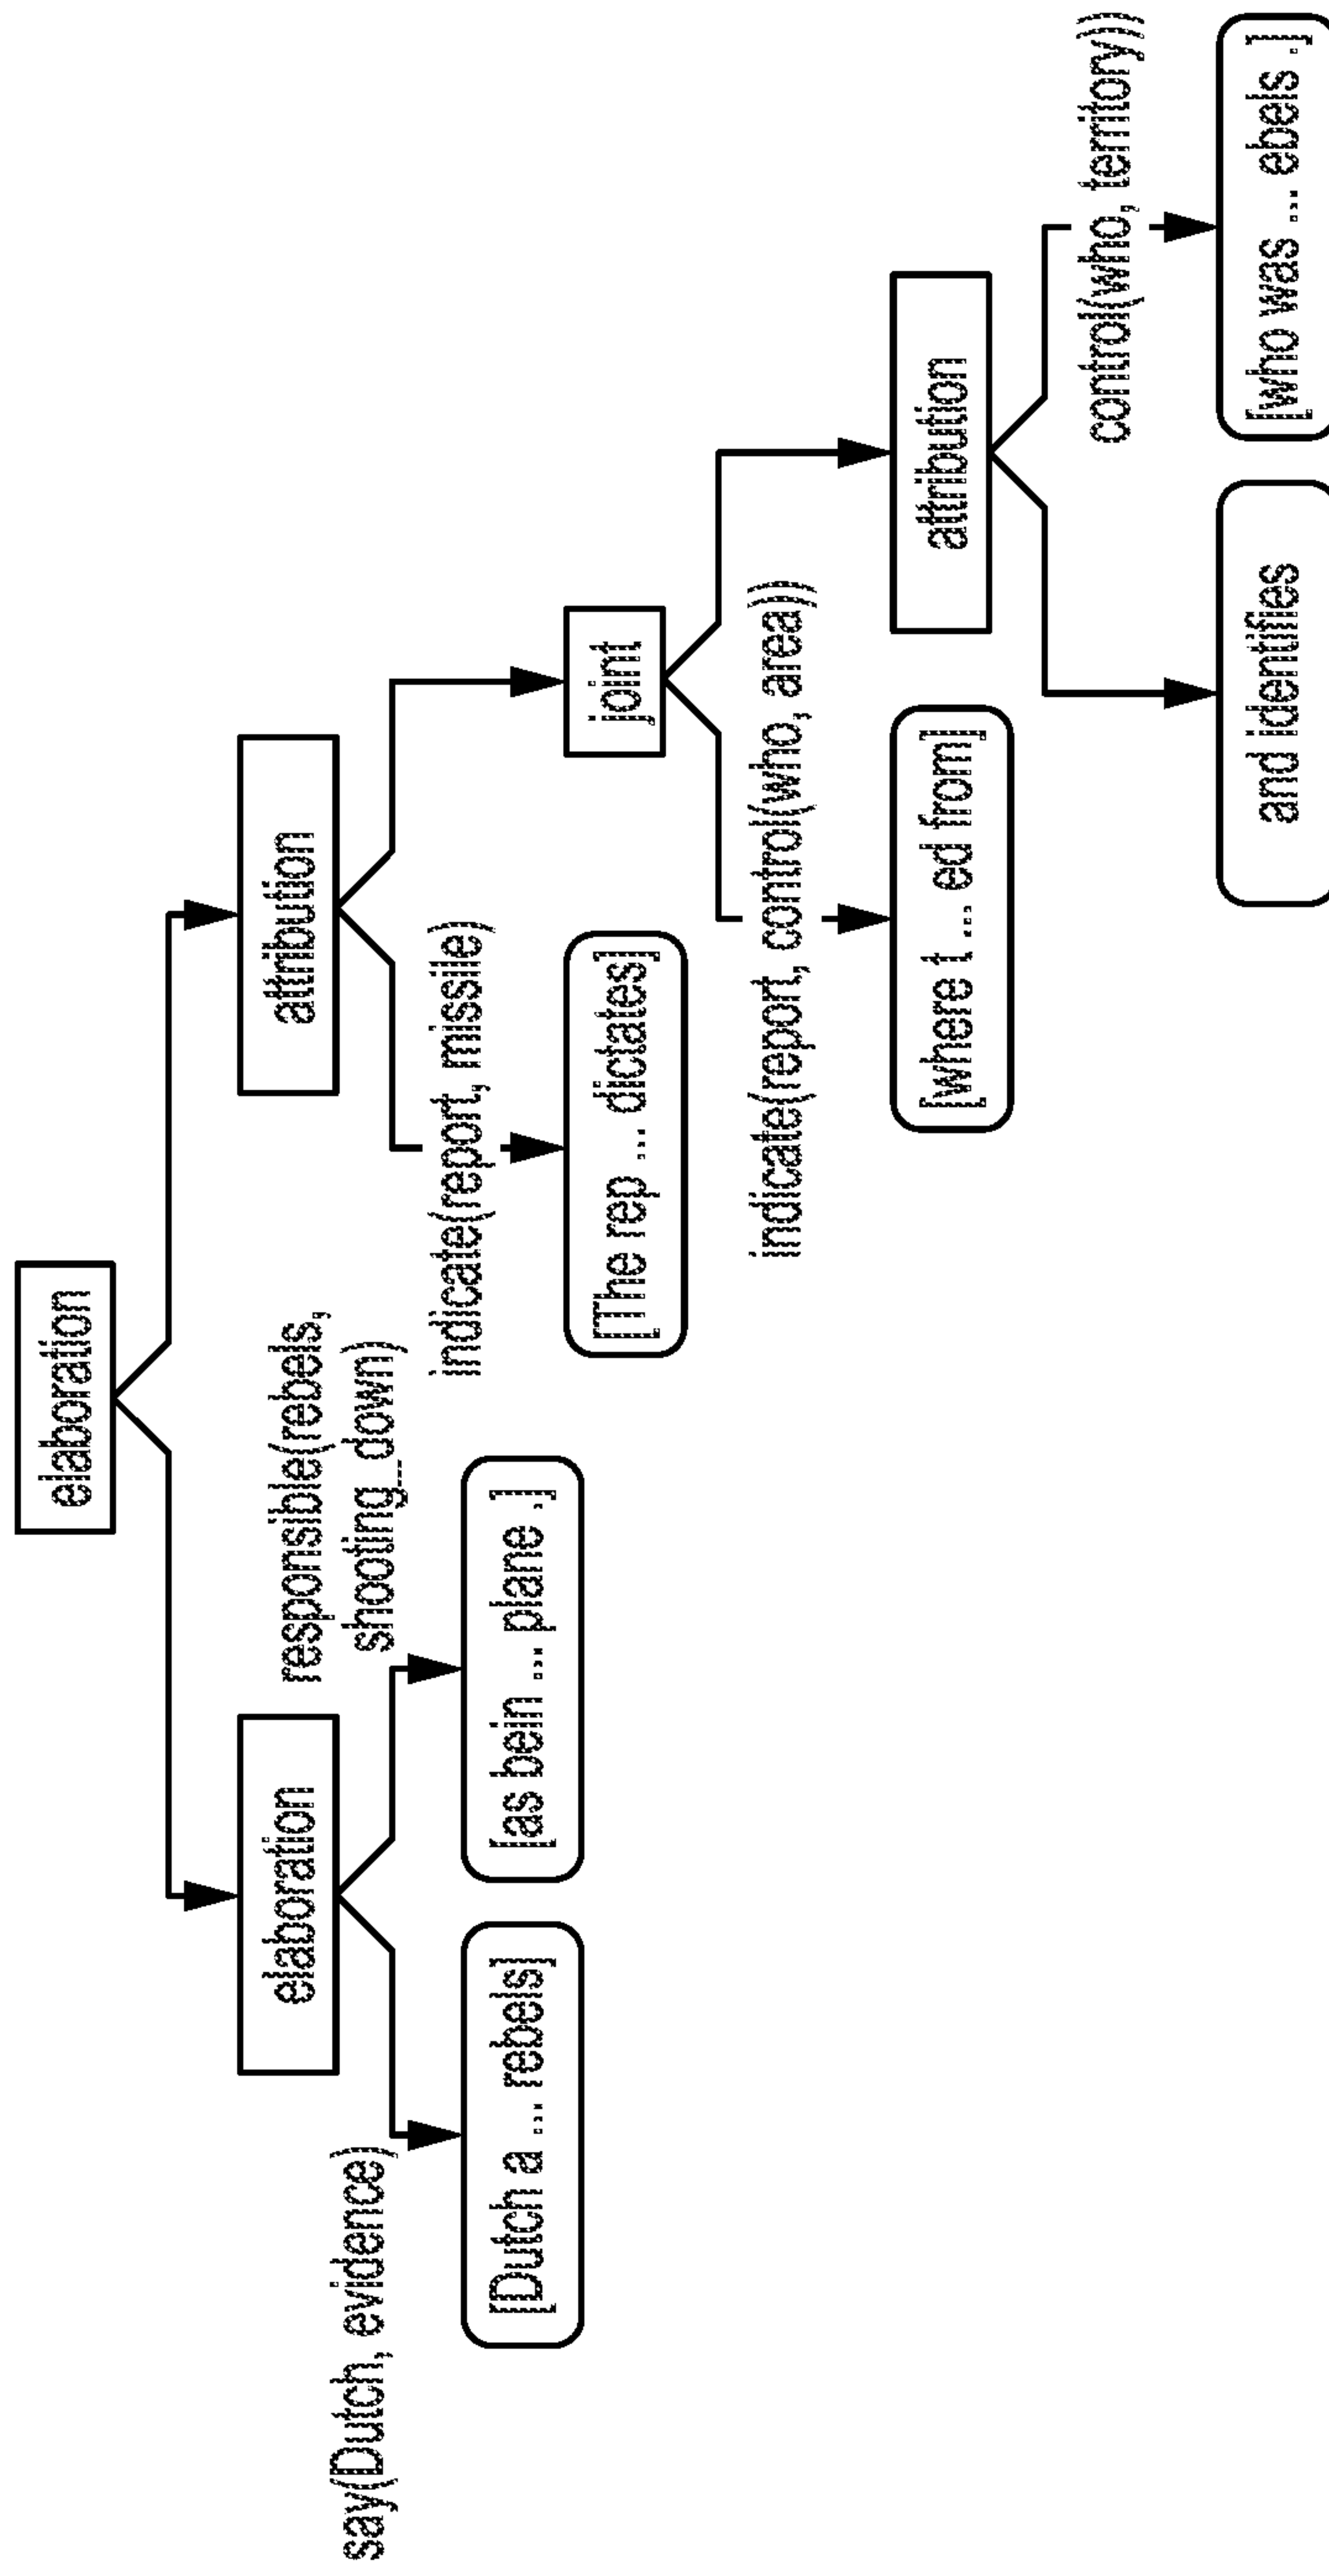 elaboration
elaboration
attribution
say(Dutch, evidence)
responsible(rebels,
shooting_down)
indicate(report, missile)
[Dutch a ... rebels]
[as bein ... plane .]
[The rep ... dictates]
joint
indicate(report, control(who, area))
[where t ... ed from]
attribution
control(who, territory))
and identifies
[who was ... ebels .]